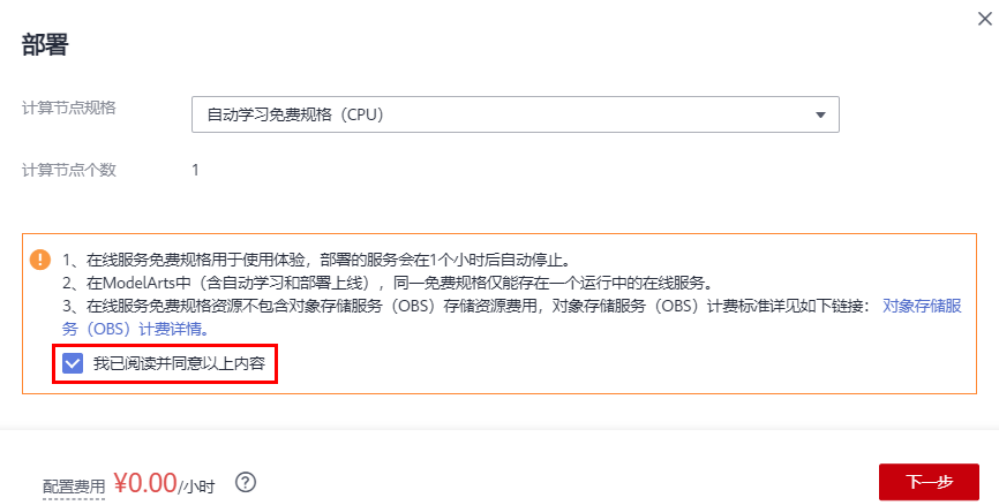 部署
计算节点规格
自动学习免费规格（CPU）
计算节点个数
1
1、在线服务免费规格用于使用体验，部署的服务会在1个小时后自动停止。
2、在ModelArts中（含自动学习和部署上线），同一免费规格仅能存在一个运行中的在线服务。
3、在线服务免费规格资源不包含对象存储服务（OBS）存储资源费用，对象存储服务（OBS）计费标准详见如下链接： 对象存储服
务（OBS）计费详情。
我已阅读并同意以上内容
配置费用 ¥0.00/小时
下一步